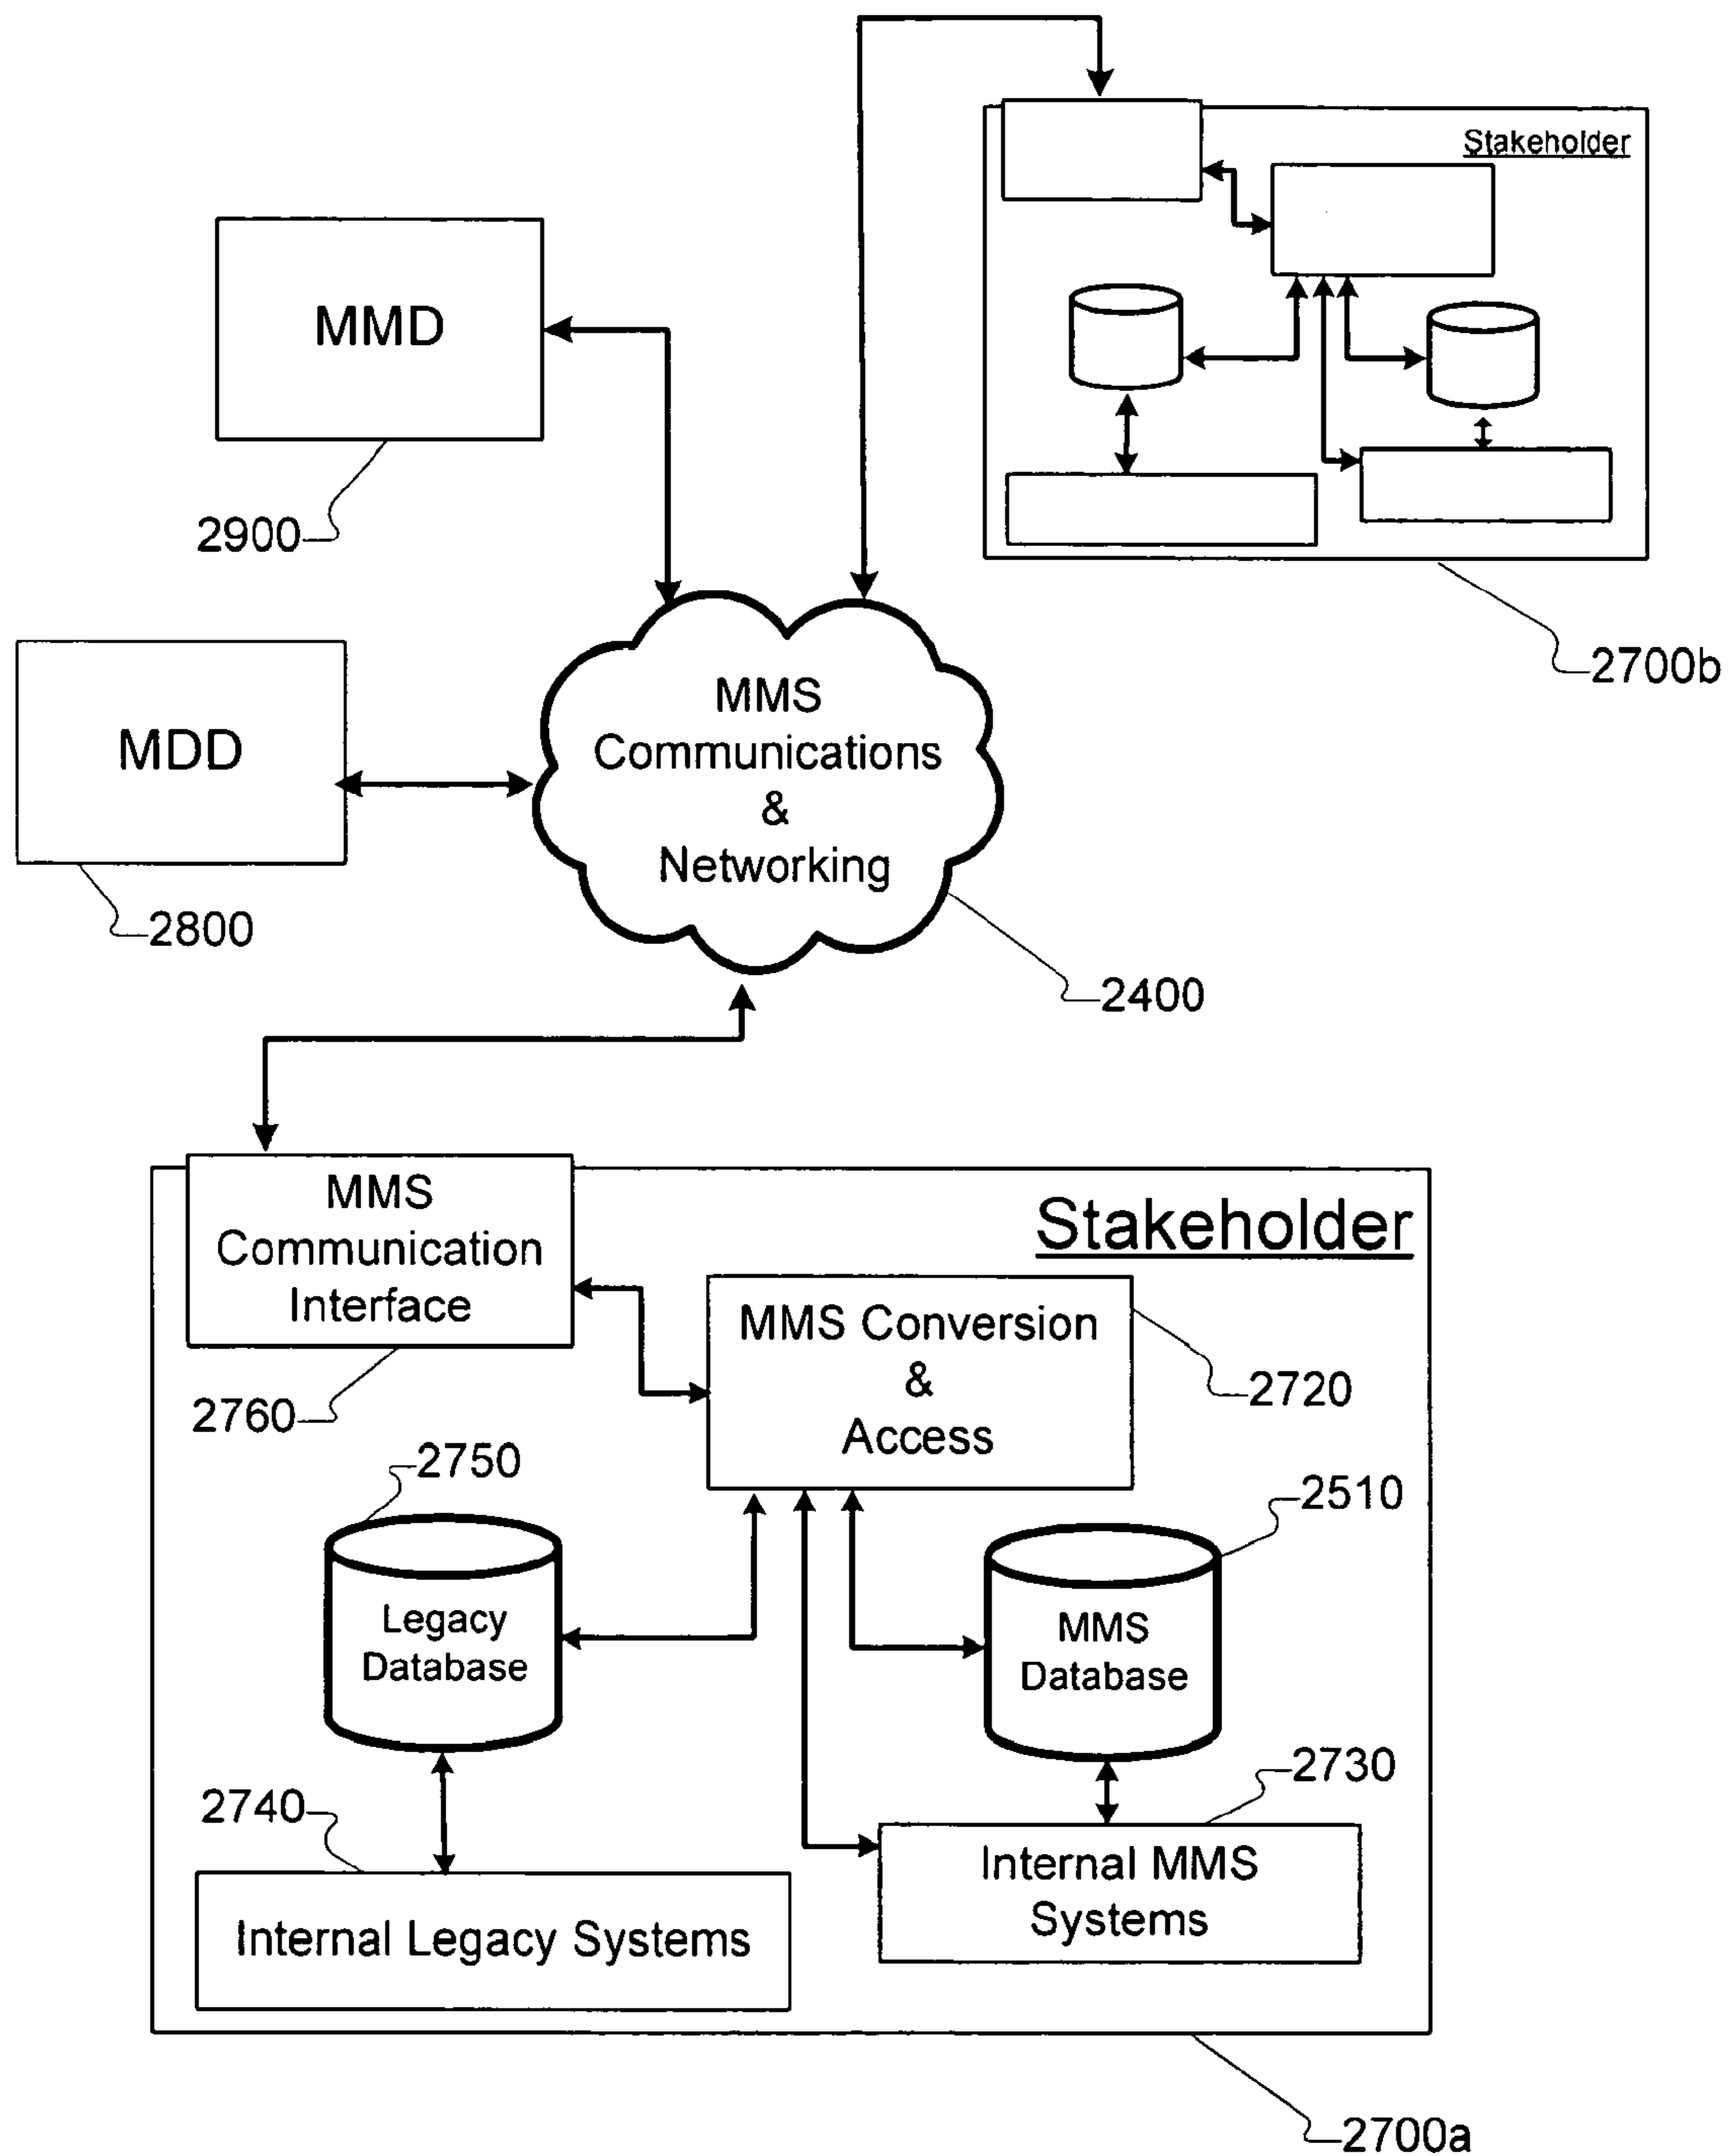 Stakeholder
MMD
2900
2700b
MDD
2800
MMS
Communications
&
Networking
2400
MMS
Communication
Interface
2760
Stakeholder
MMS Conversion
&
Access
2720
2750
2510
Legacy
Database
MMS
Database
2740
2730
Internal Legacy Systems
Internal MMS
Systems
2700a